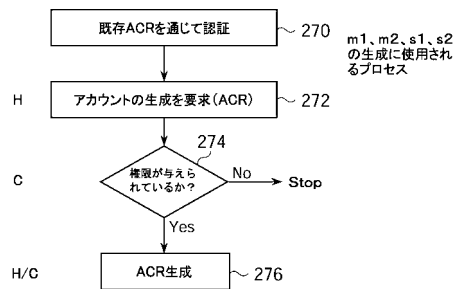 既存ACRを通じて認証
270
m1、m2、s1、s2
の生成に使用され
るプロセス
H
アカウントの生成を要求(ACR)
272
274
C
権限が与えら
れているか?
No
Stop
Yes
H/C
ACR生成
276